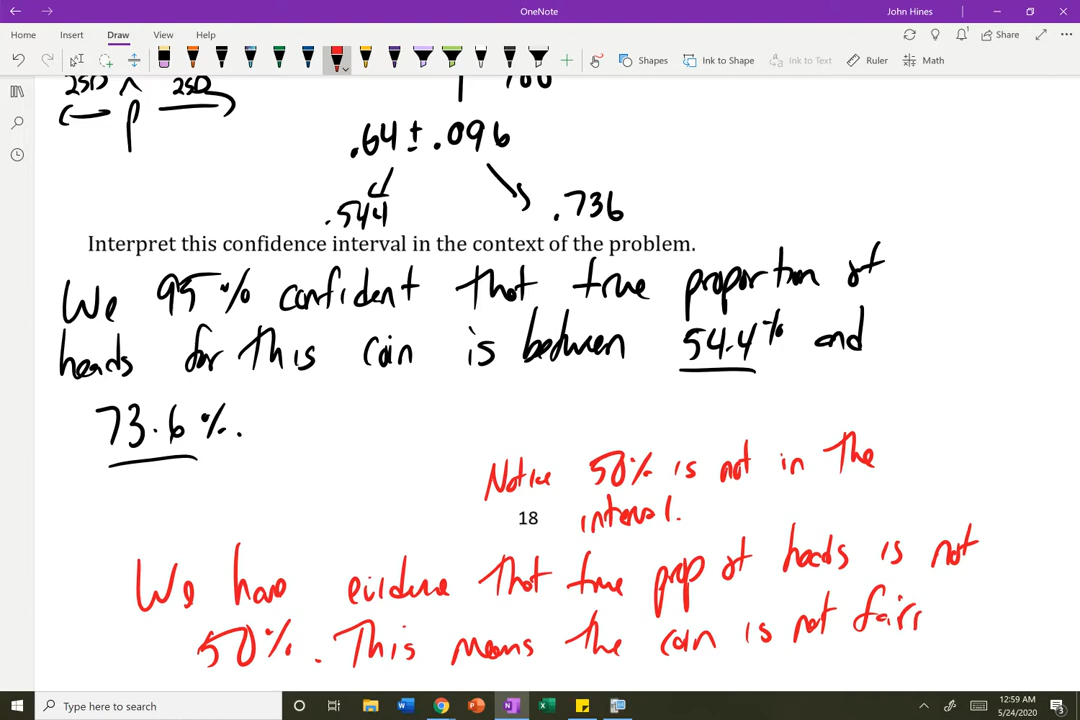 OneNote
John Hines
Home Insert Draw View Help
Share
Shapes Ink to Shape Ink to Text Ruler Math
2SD ^ 2SD
p 100
.64 ± .096
.544 .736
Interpret this confidence interval in the context of the problem.
We 95% confident that true proportion of
heads for this coin is between 54.4% and
73.6%.
Notice 50% is not in the
18 interval.
We have evidence that true prop of heads is not
50%. This means the coin is not fair.
Type here to search
12:59 AM
5/24/2020
3